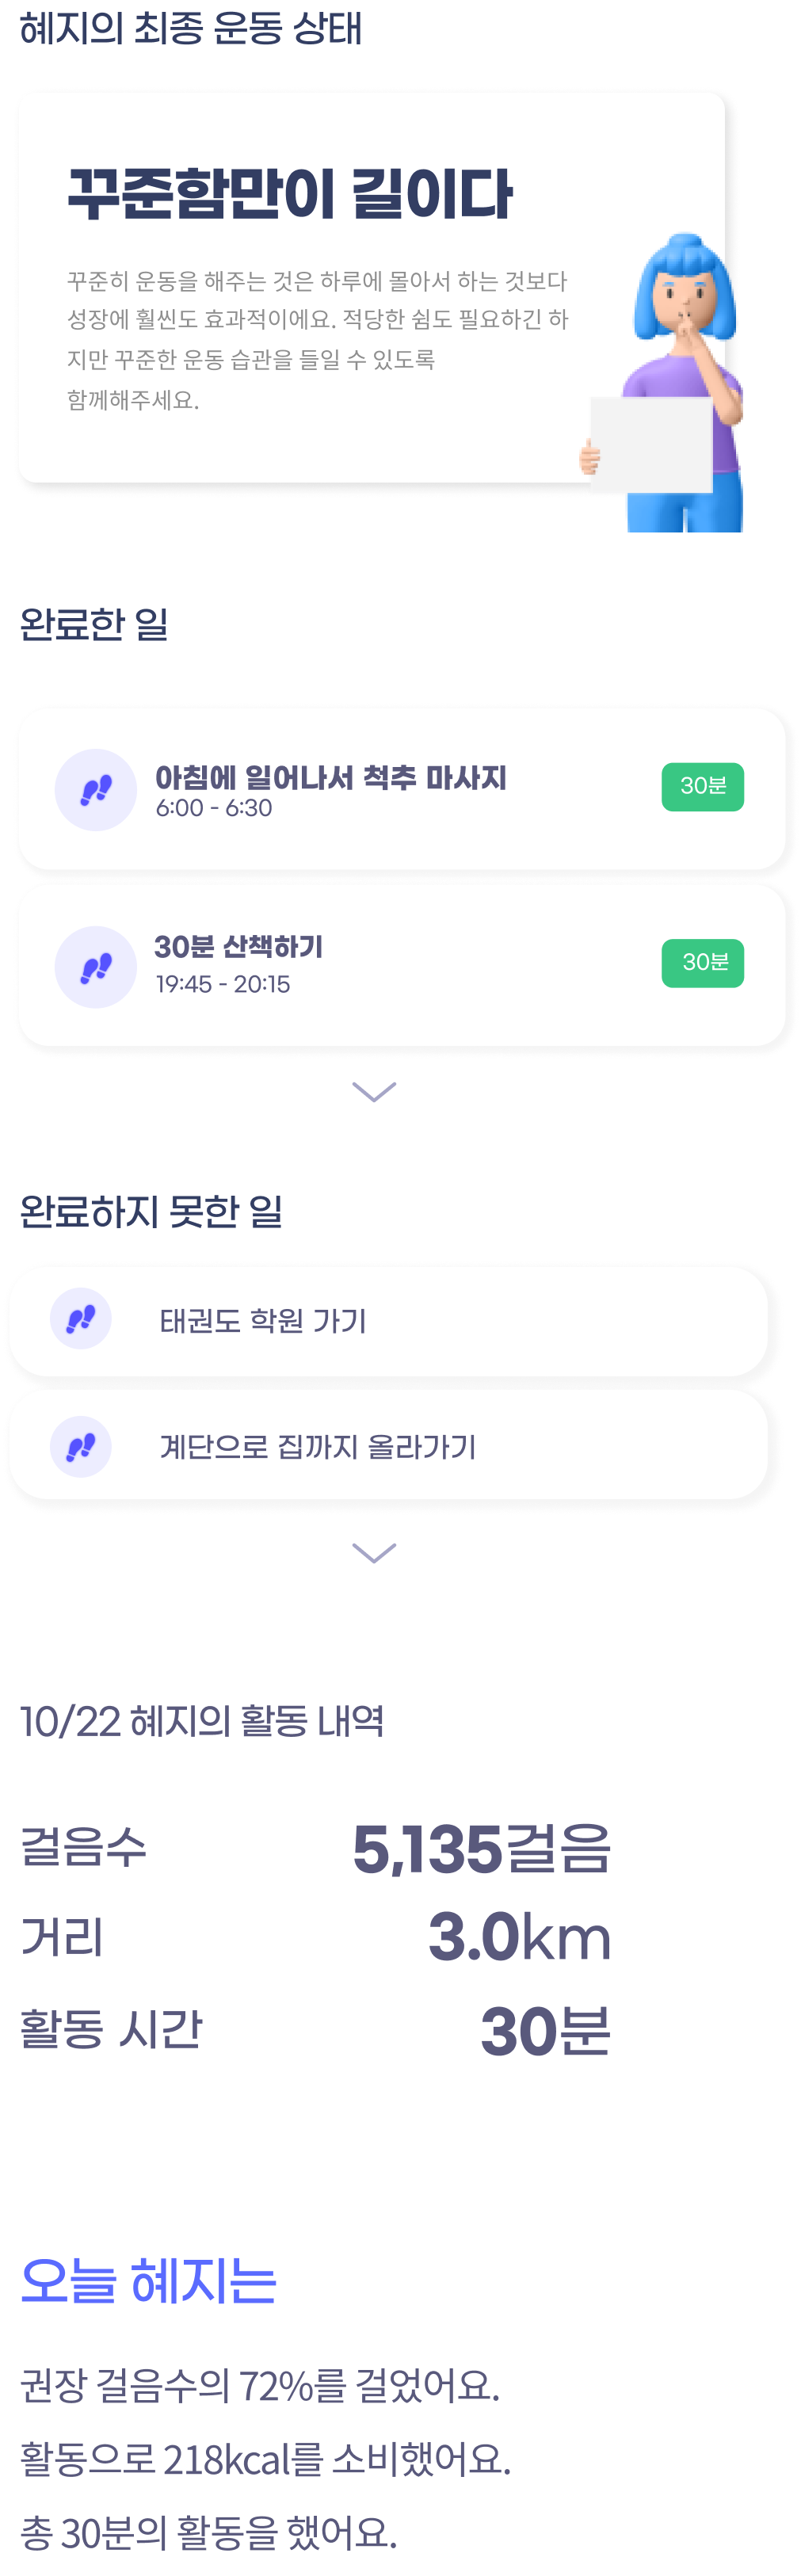 혜지의 최종 운동 상태
꾸준함만이 길이다
꾸준히 운동을 해주는 것은 하루에 몰아서 하는 것보다
성장에 훨씬도 효과적이에요. 적당한 쉼도 필요하긴 하
지만 꾸준한 운동 습관을 들일 수 있도록
함께해주세요.
완료한 일
아침에 일어나서 척추 마사지
6:00 - 6:30
30분
30분 산책하기
19:45 - 20:15
30분
완료하지 못한 일
태권도 학원 가기
계단으로 집까지 올라가기
10/22 혜지의 활동 내역
걸음수 5,135걸음
거리 3.0km
활동 시간 30분
오늘 혜지는
권장 걸음수의 72%를 걸었어요.
활동으로 218kcal를 소비했어요.
총 30분의 활동을 했어요.